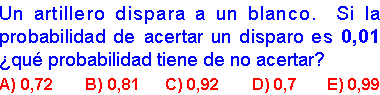 Un artillero dispara a un blanco. Si la
probabilidad de acertar un disparo es 0,01
¿qué probabilidad tiene de no acertar?
A) 0,72 B) 0,81 C) 0,92 D) 0,7 E) 0,99